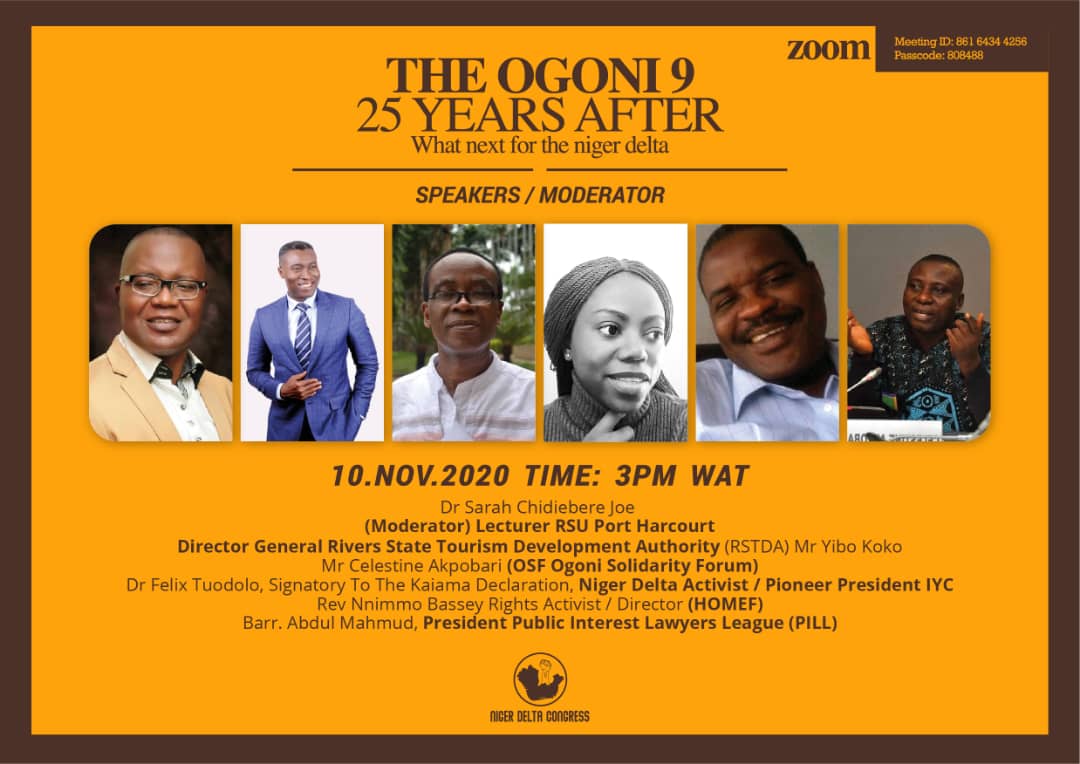 zoom
Meeting ID: 861 6434 4256
Passcode: 808488
THE OGONI 9
25 YEARS AFTER
What next for the niger delta
SPEAKERS / MODERATOR
10.NOV.2020 TIME: 3PM WAT
Dr Sarah Chidiebere Joe
(Moderator) Lecturer RSU Port Harcourt
Director General Rivers State Tourism Development Authority (RSTDA) Mr Yibo Koko
Mr Celestine Akpobari (OSF Ogoni Solidarity Forum)
Dr Felix Tuodolo, Signatory To The Kaiama Declaration, Niger Delta Activist / Pioneer President IYC
Rev Nnimmo Bassey Rights Activist / Director (HOMEF)
Barr. Abdul Mahmud, President Public Interest Lawyers League (PILL)
NIGER DELTA CONGRESS